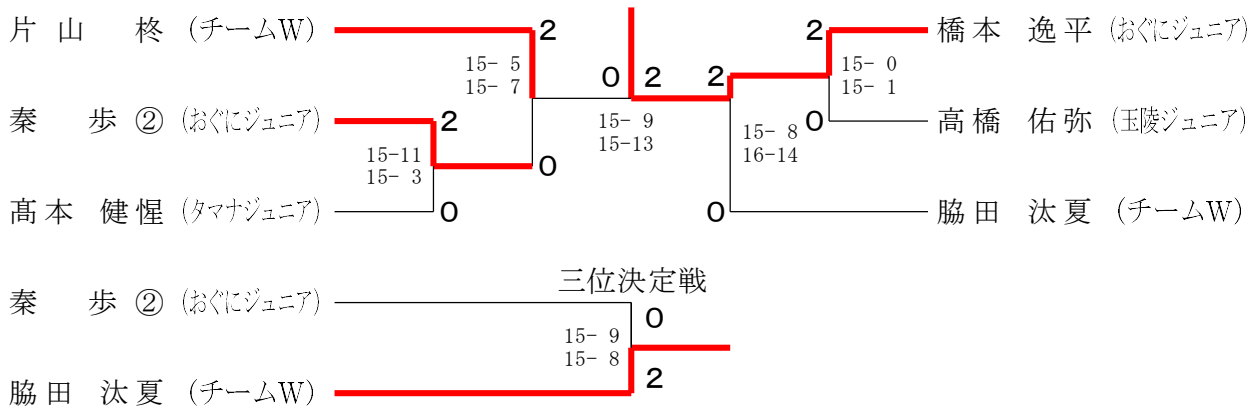 片山 柊 (チームW) 2 2 橋本 逸平 (おぐにジュニア)
15- 5 0 2 2 15- 0
15- 7 15- 1
秦 歩 ② (おぐにジュニア) 2 15- 9 15- 8 0 高橋 佑弥 (玉陵ジュニア)
15-11 15-13 16-14
15- 3 0
髙本 健惺 (タマナジュニア) 0 0 脇田 汰夏 (チームW)
三位決定戦
秦 歩 ② (おぐにジュニア) 0
15- 9
15- 8
脇田 汰夏 (チームW) 2